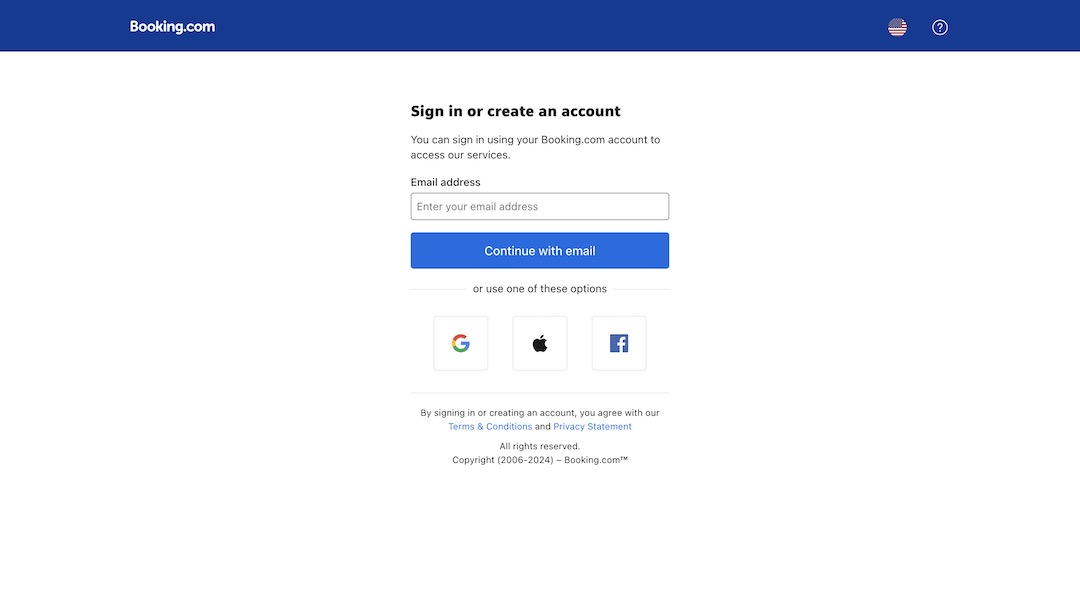 Booking.com
Sign in or create an account
You can sign in using your Booking.com account to
access our services.
Email address
Enter your email address
Continue with email
or use one of these options
By signing in or creating an account, you agree with our
Terms & Conditions and Privacy Statement
All rights reserved.
Copyright (2006-2024) – Booking.com™